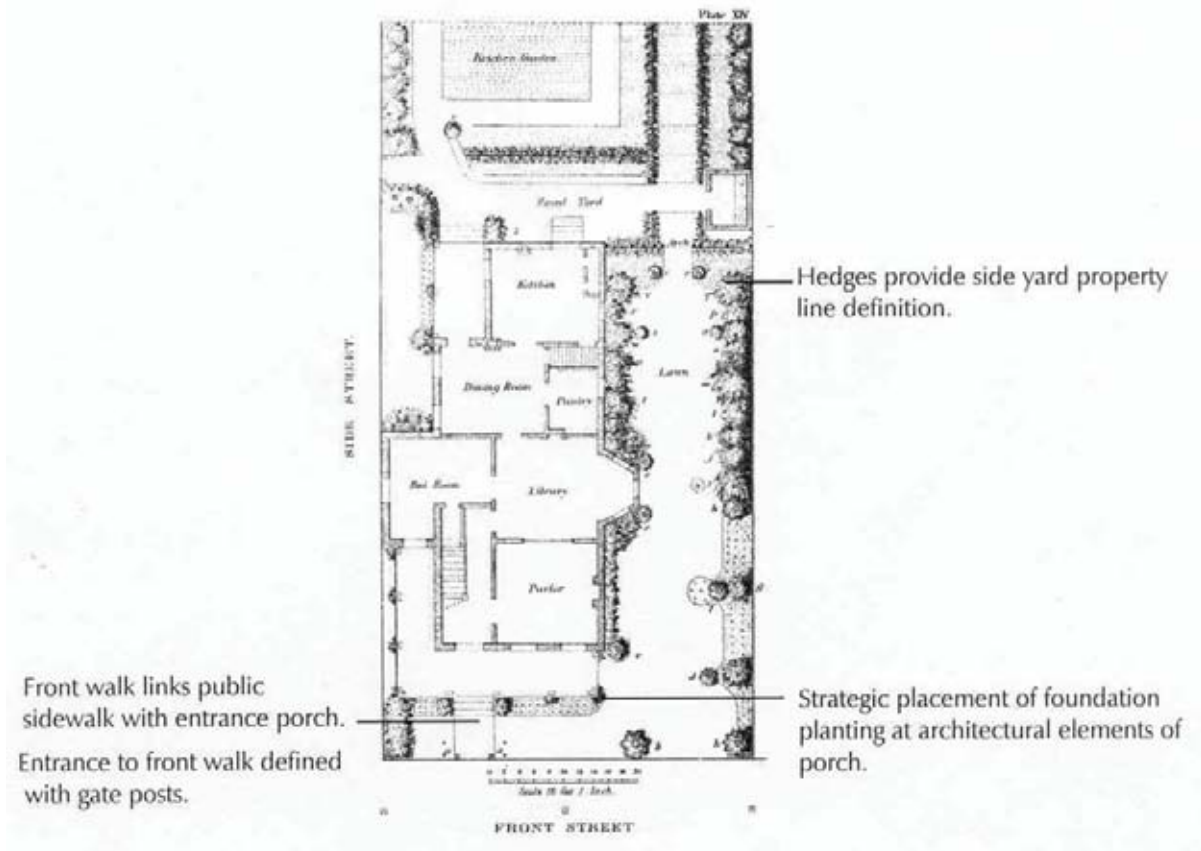 Plate XIV
Kitchen Garden
Yard
Kitchen
Hedges provide side yard property
line definition.
Lawn
Dining Room
Pantry
SIDE STREET.
Library
Parlor
Front walk links public
sidewalk with entrance porch.
Entrance to front walk defined
with gate posts.
Strategic placement of foundation
planting at architectural elements of
porch.
FRONT STREET